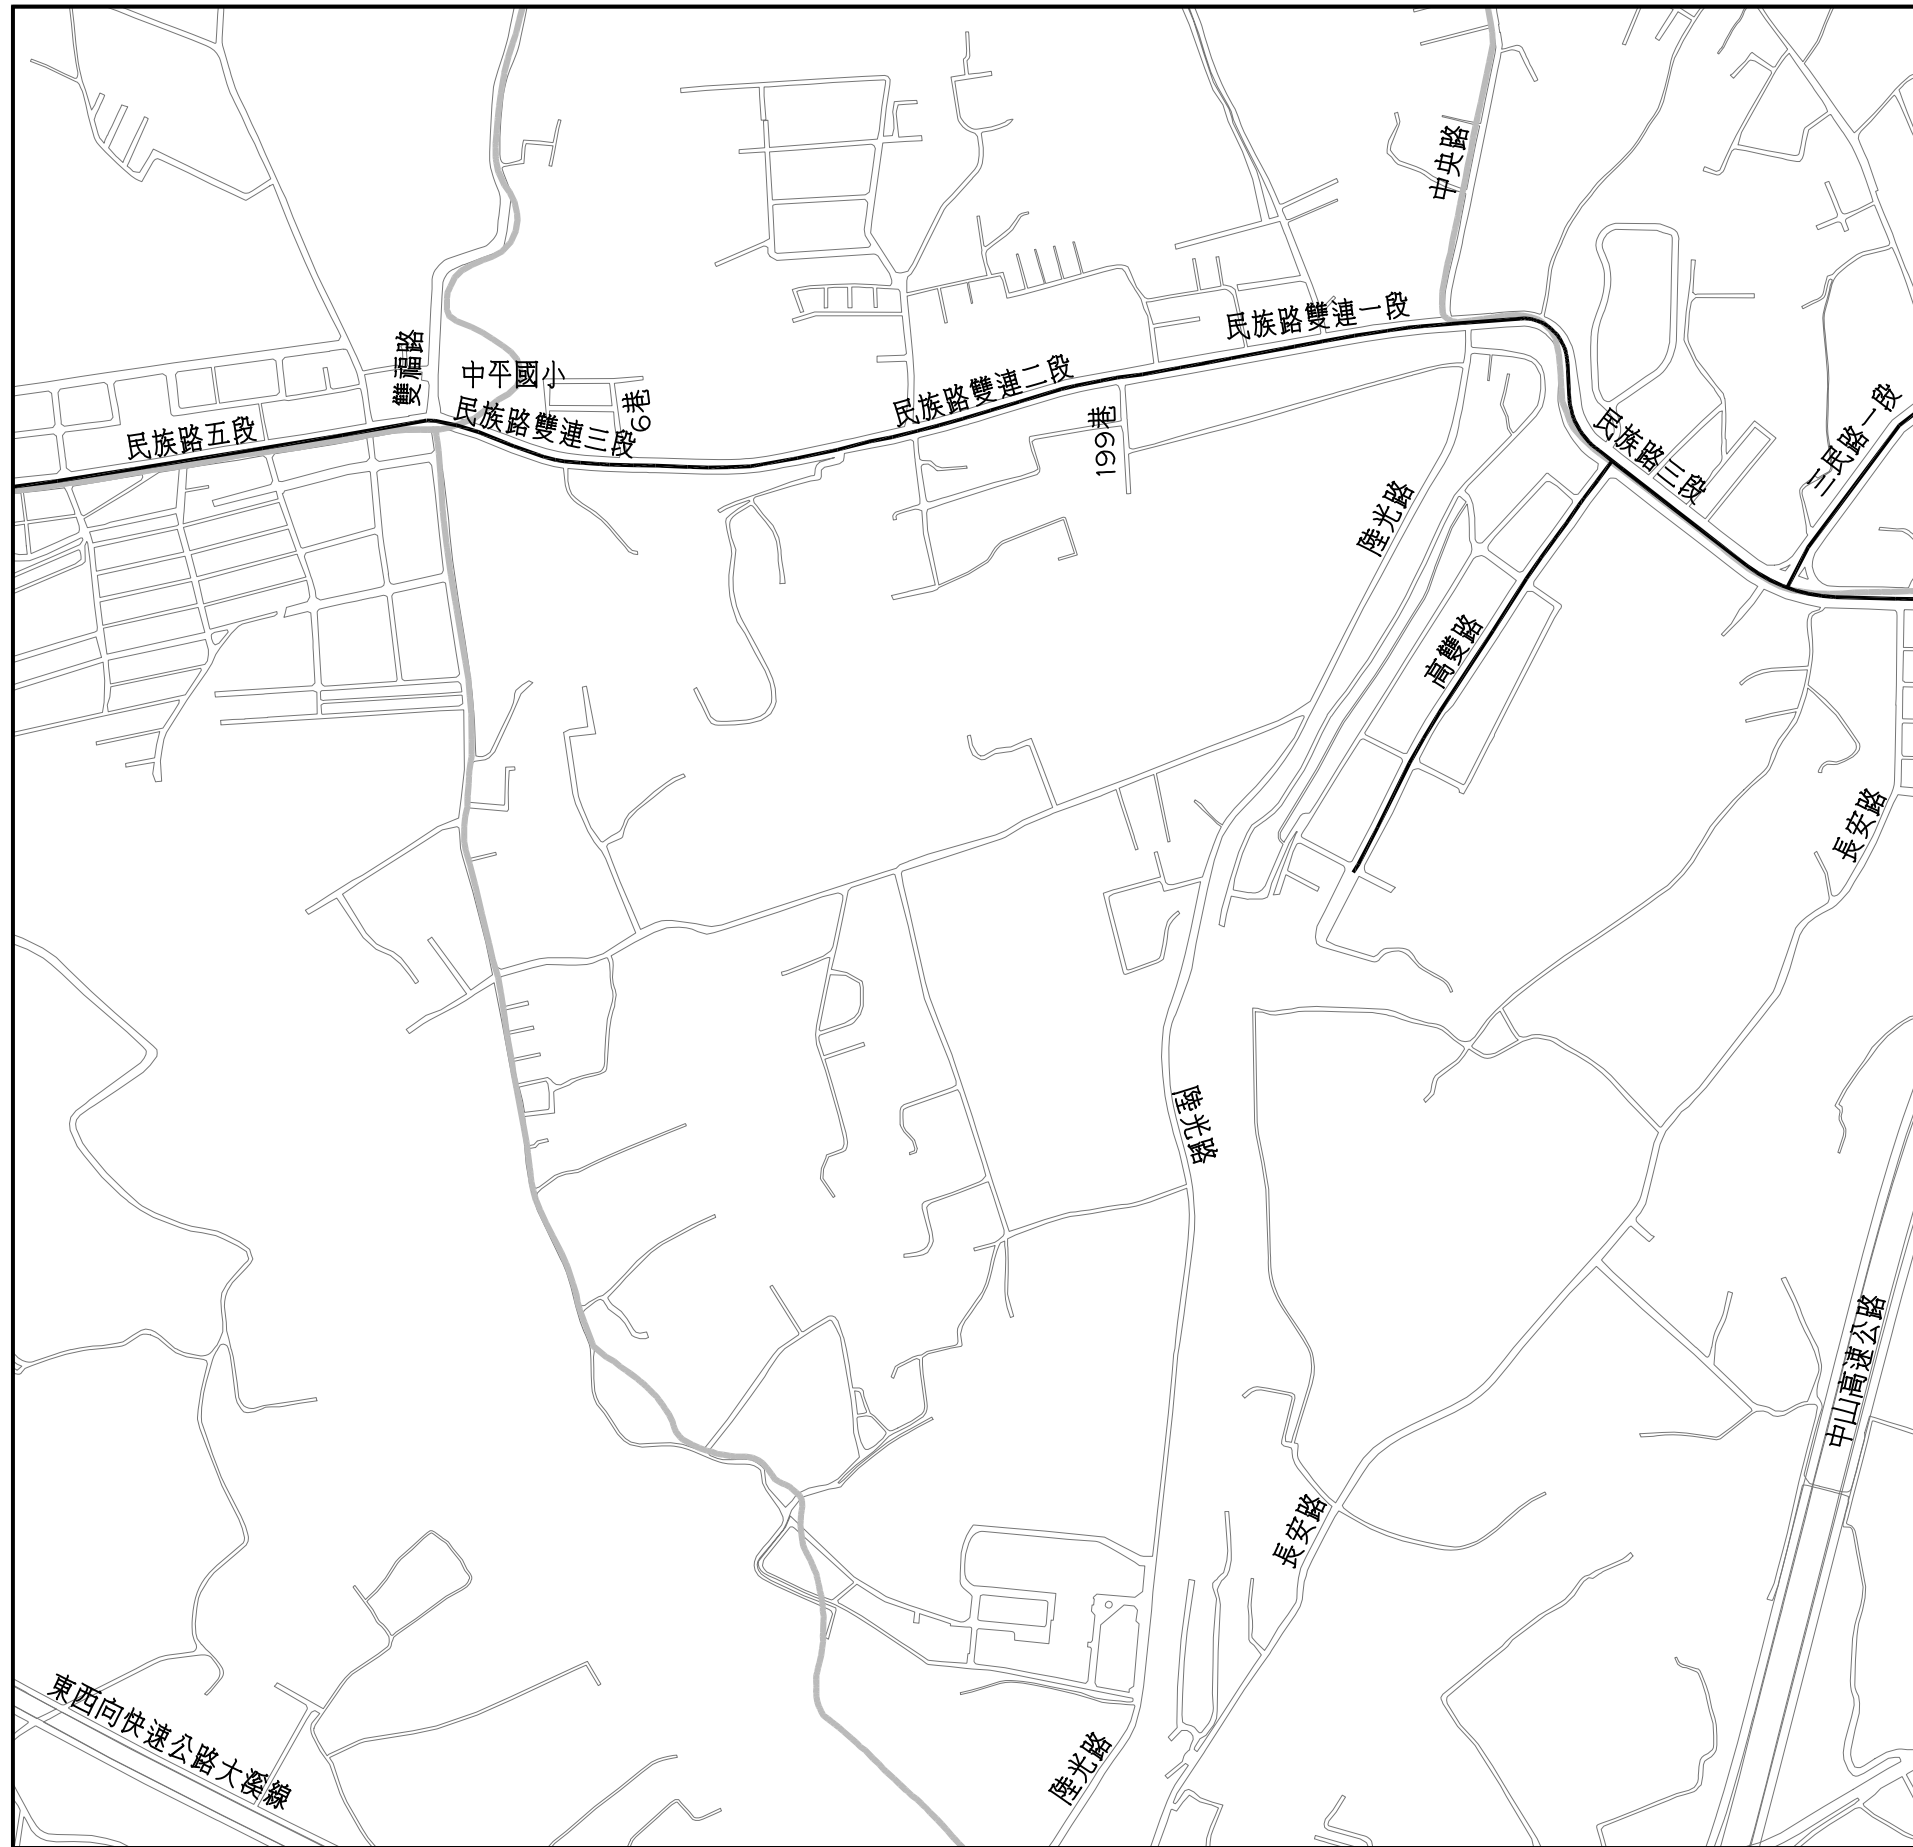 中央路
民族路雙連一段
雙福路
中平國小
民族路雙連二段
民族路雙連三段
6巷
民族路五段
199巷
民族路三段
三民路一段
陸光路
高雙路
長安路
陸光路
中山高速公路
長安路
東西向快速公路大溪線
陸光路